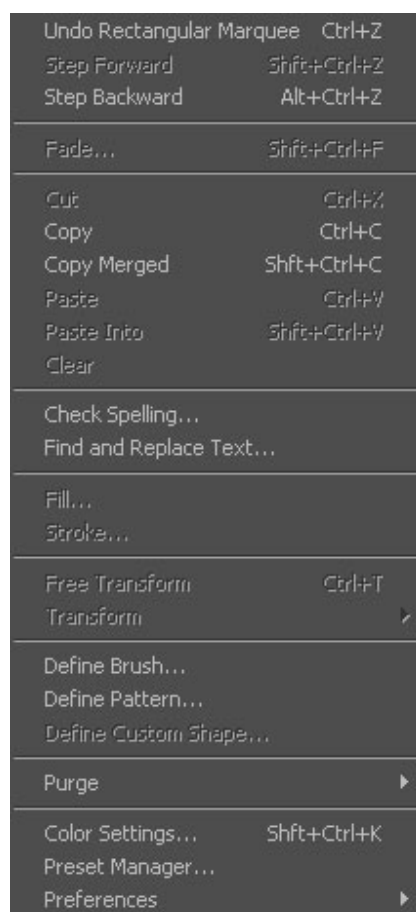 Undo Rectangular Marquee Ctrl+Z
Step Forward Shft+Ctrl+Z
Step Backward Alt+Ctrl+Z
Fade... Shft+Ctrl+F
Cut Ctrl+X
Copy Ctrl+C
Copy Merged Shft+Ctrl+C
Paste Ctrl+V
Paste Into Shft+Ctrl+V
Clear
Check Spelling...
Find and Replace Text...
Fill...
Stroke...
Free Transform Ctrl+T
Transform
Define Brush...
Define Pattern...
Define Custom Shape...
Purge
Color Settings... Shft+Ctrl+K
Preset Manager...
Preferences